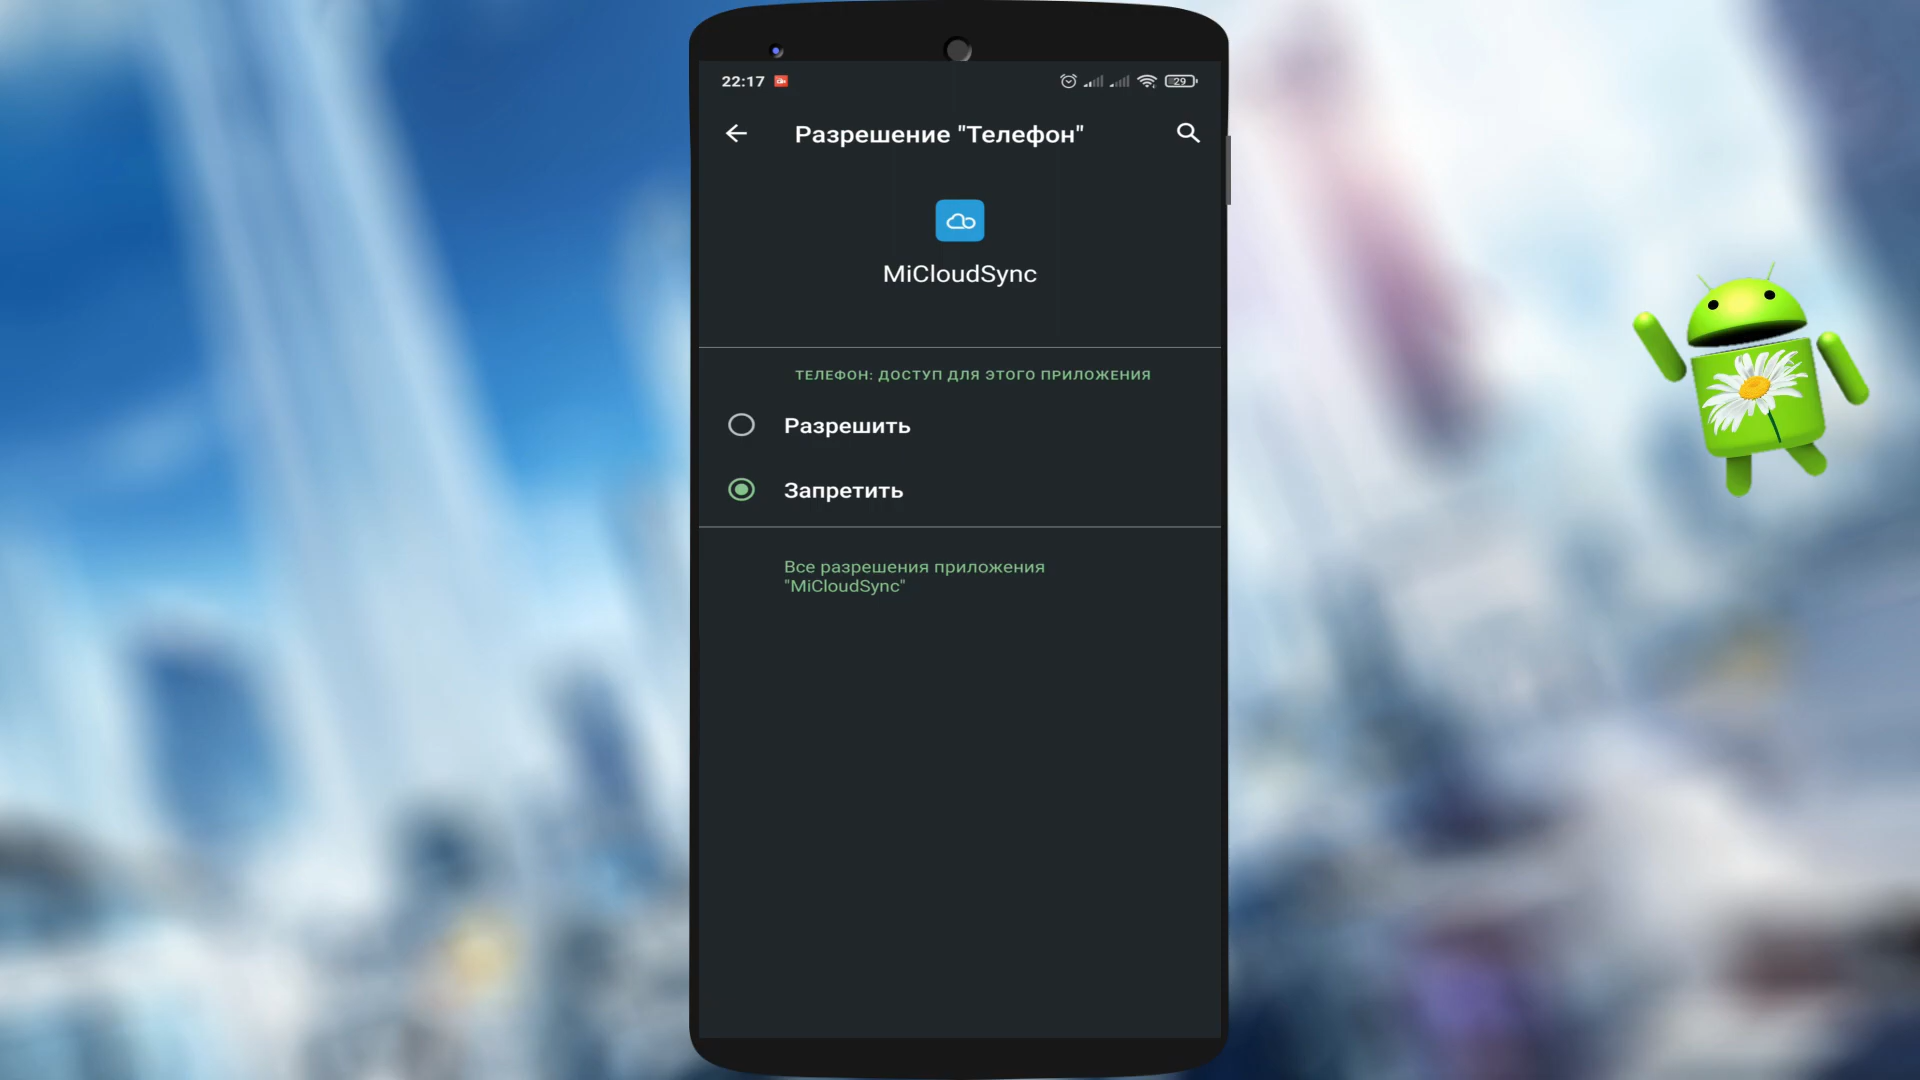 22:17
29
Разрешение "Телефон"
MiCloudSync
ТЕЛЕФОН: ДОСТУП ДЛЯ ЭТОГО ПРИЛОЖЕНИЯ
Разрешить
Запретить
Все разрешения приложения
"MiCloudSync"